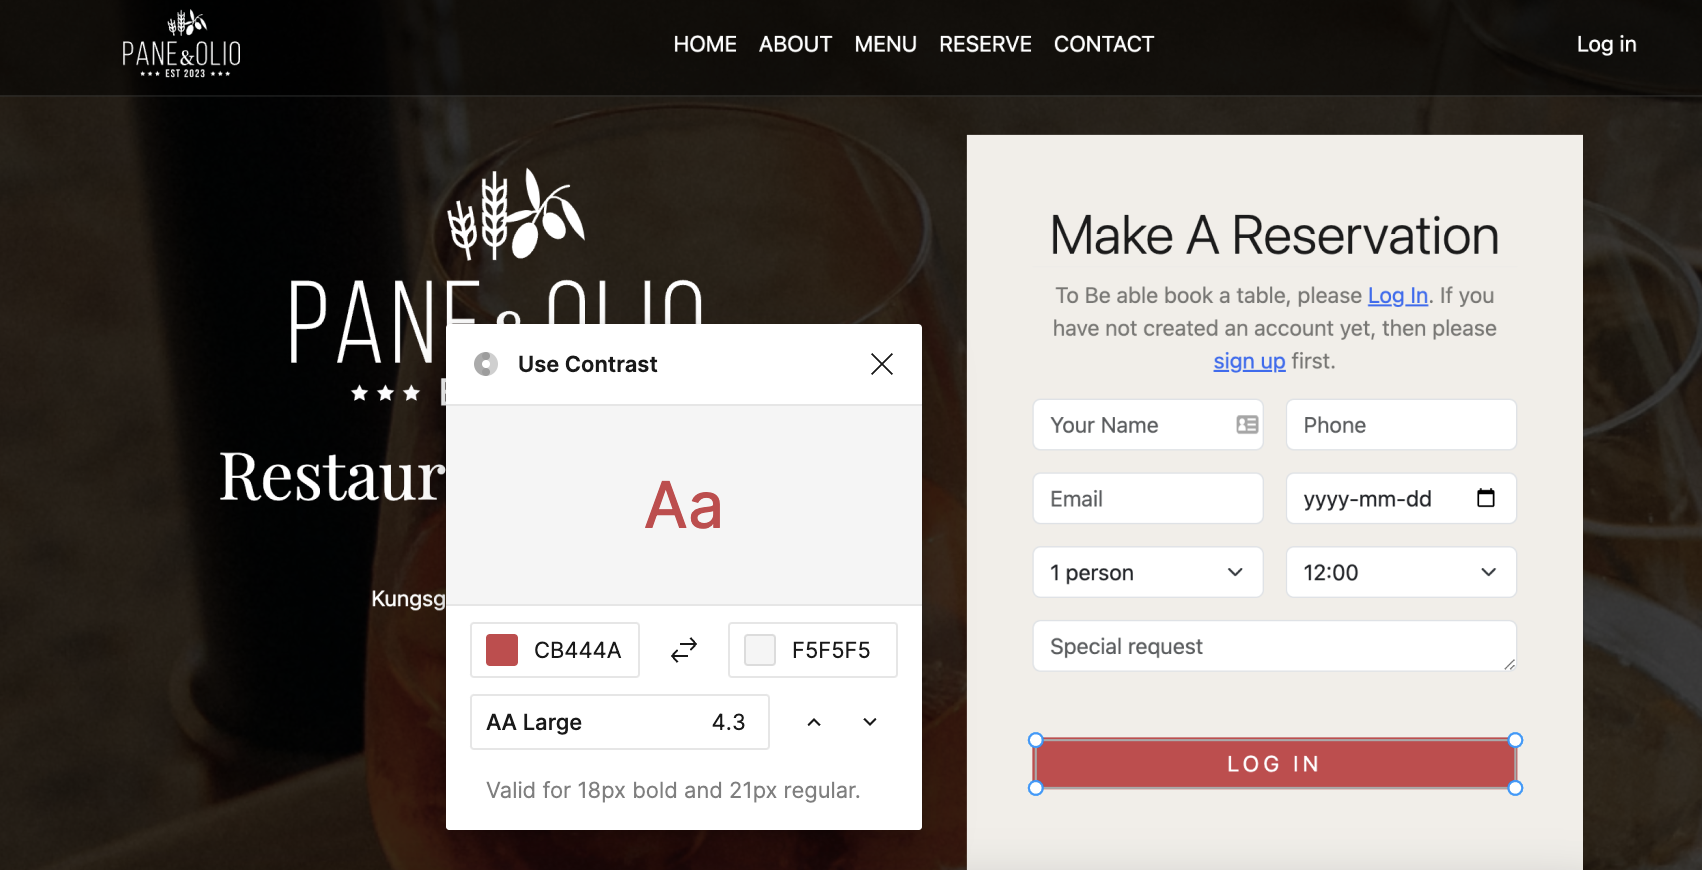 PANE&OLIO
★★★ EST 2023 ★★★
HOME ABOUT MENU RESERVE CONTACT
Log in
PANE & OLIO
★★★
Restaur
Kungsg
Use Contrast
Aa
CB444A
F5F5F5
AA Large 4.3
Valid for 18px bold and 21px regular.
Make A Reservation
To Be able book a table, please Log In. If you
have not created an account yet, then please
sign up first.
Your Name
Phone
Email
yyyy-mm-dd
1 person
12:00
Special request
LOG IN